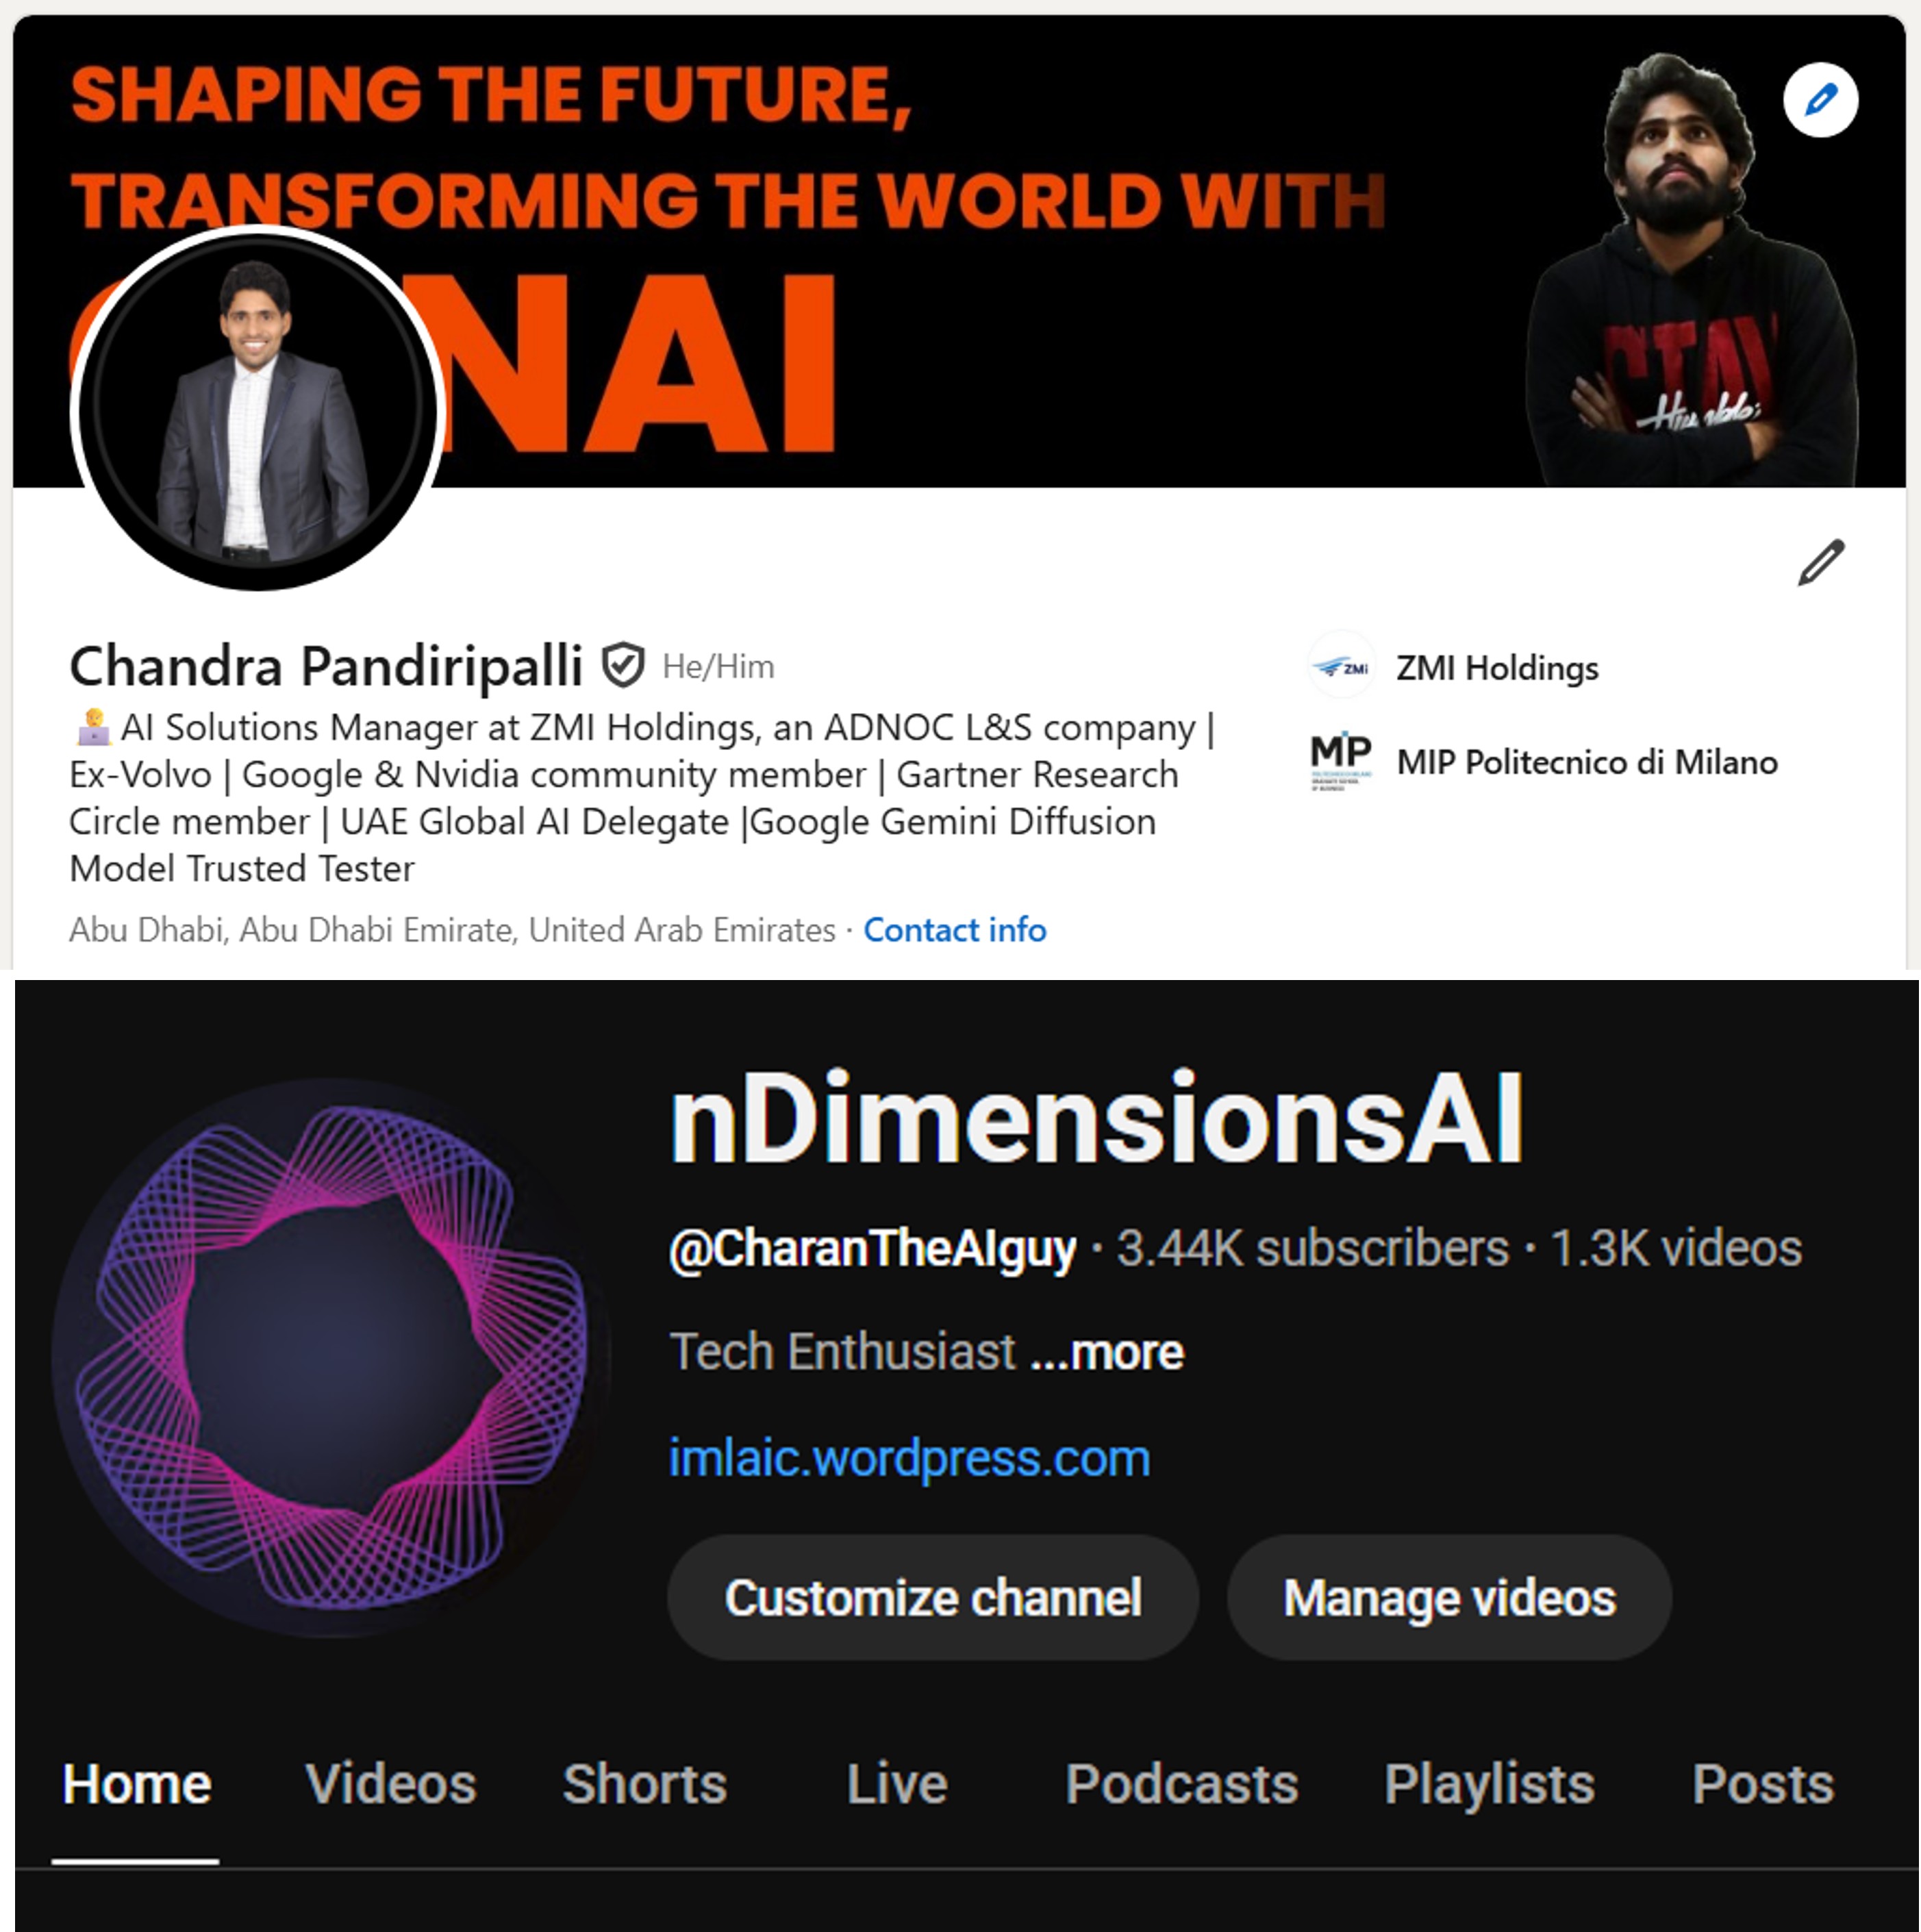 SHAPING THE FUTURE,
TRANSFORMING THE WORLD WITH
NAI
Humble;
Chandra Pandiripalli He/Him
AI Solutions Manager at ZMI Holdings, an ADNOC L&S company |
Ex-Volvo | Google & Nvidia community member | Gartner Research
Circle member | UAE Global AI Delegate |Google Gemini Diffusion
Model Trusted Tester
Abu Dhabi, Abu Dhabi Emirate, United Arab Emirates · Contact info
ZMi
ZMI Holdings
MIP
MIP Politecnico di Milano
nDimensionsAI
@CharanTheAIguy · 3.44K subscribers · 1.3K videos
Tech Enthusiast ...more
imlaic.wordpress.com
Customize channel Manage videos
Home Videos Shorts Live Podcasts Playlists Posts